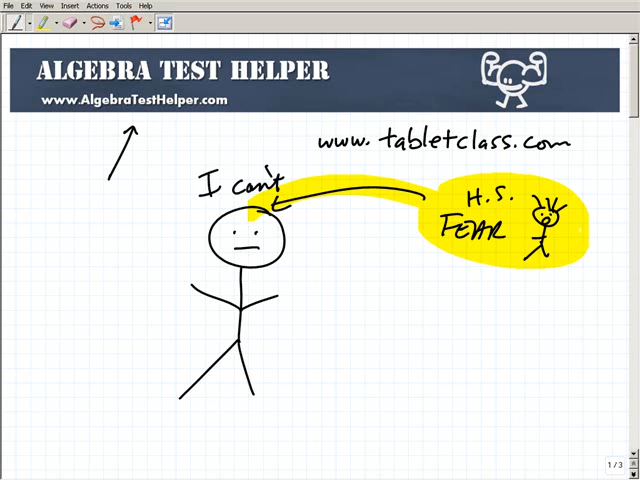 File Edit View Insert Actions Tools Help
ALGEBRA TEST HELPER
www.AlgebraTestHelper.com
www.tabletclass.com
I can't
H.S.
FEAR
1 / 3